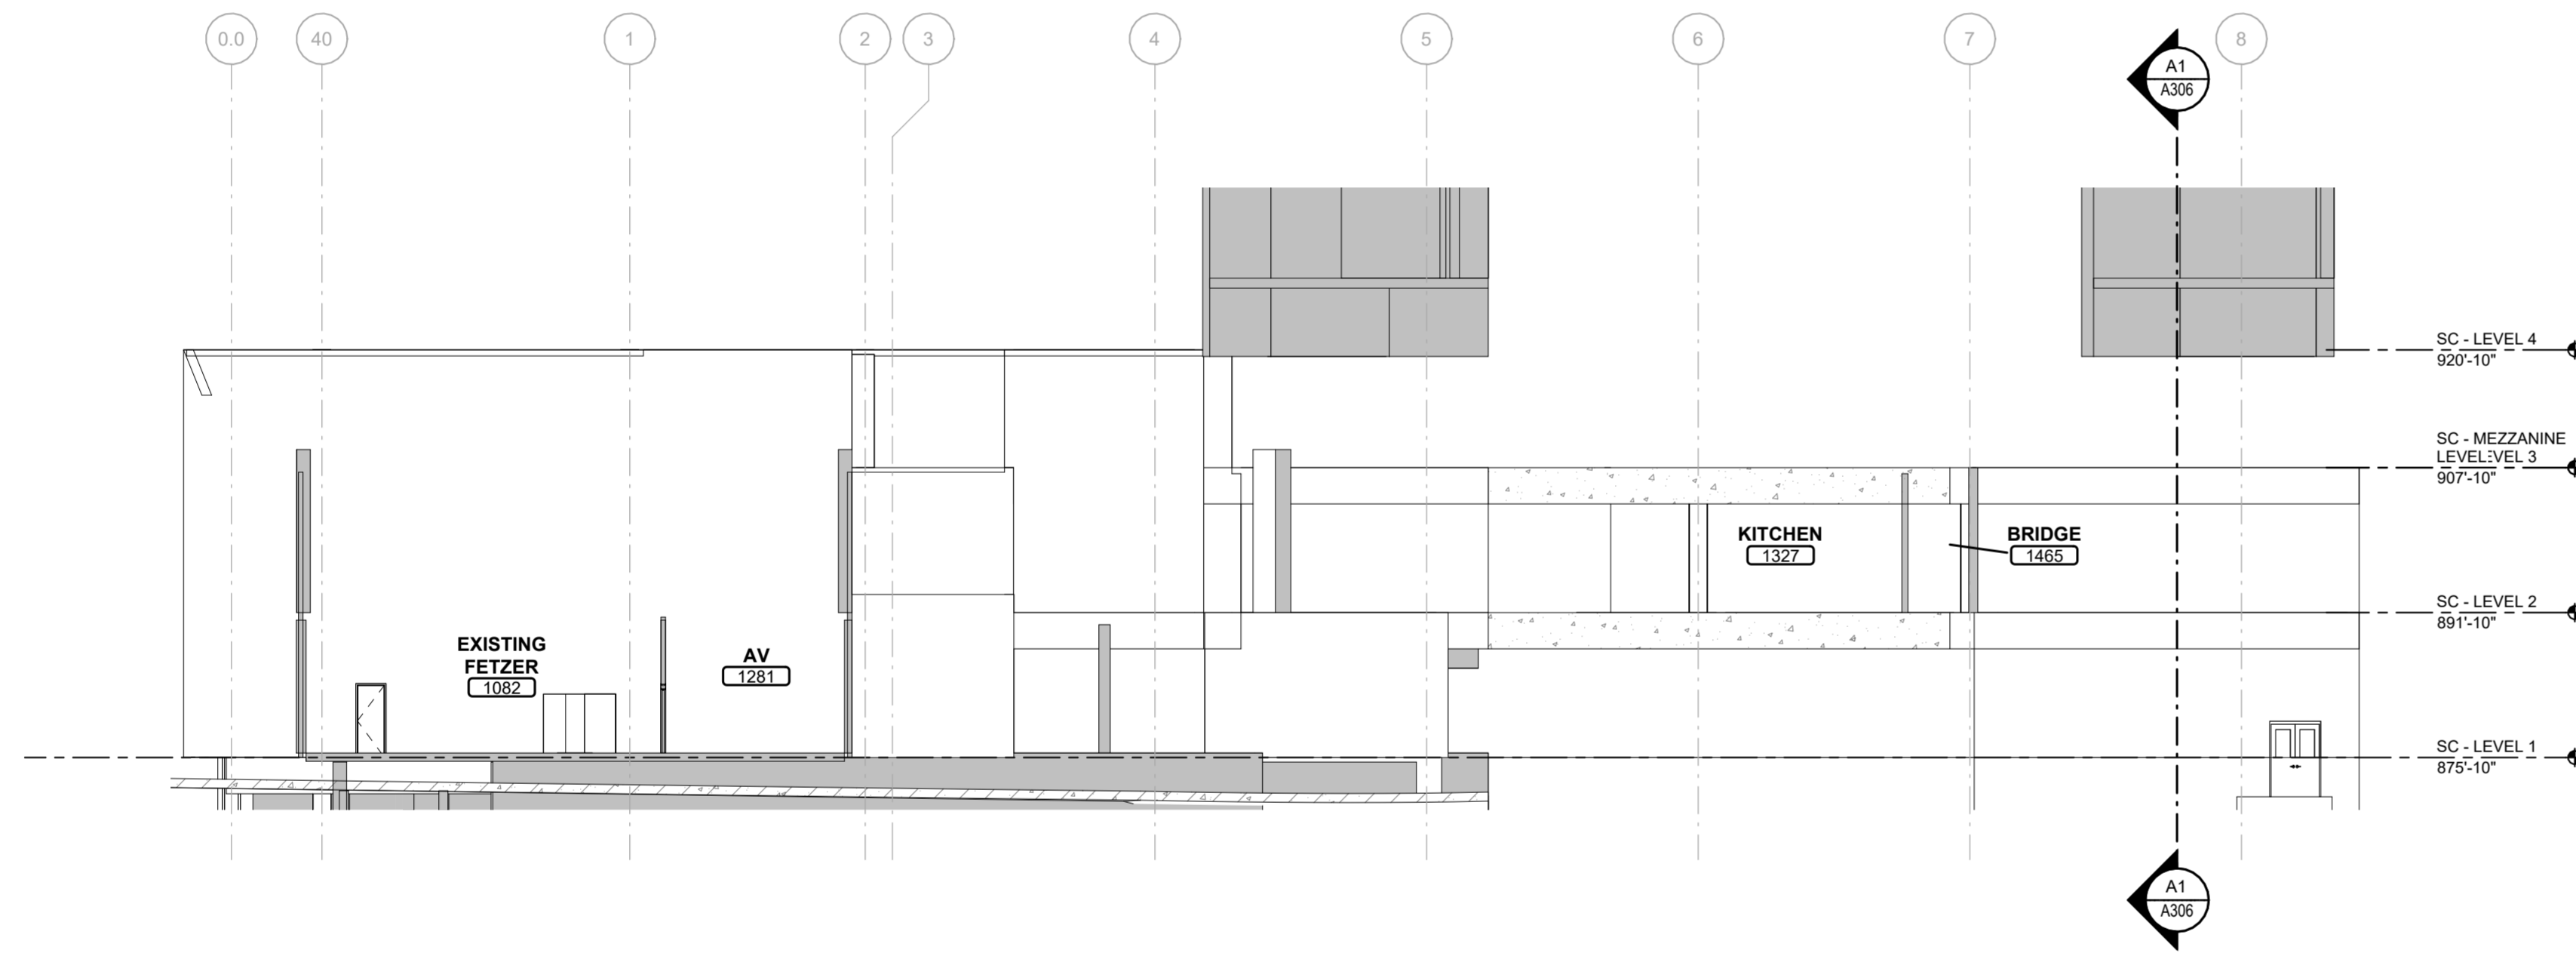 0.0
40
1
2
3
4
5
6
7
8
A1
A306
SC - LEVEL 4
920'-10"
SC - MEZZANINE
LEVEL
EVEL 3
907'-10"
KITCHEN
1327
BRIDGE
1465
SC - LEVEL 2
891'-10"
EXISTING
FETZER
1082
AV
1281
SC - LEVEL 1
875'-10"
A1
A306